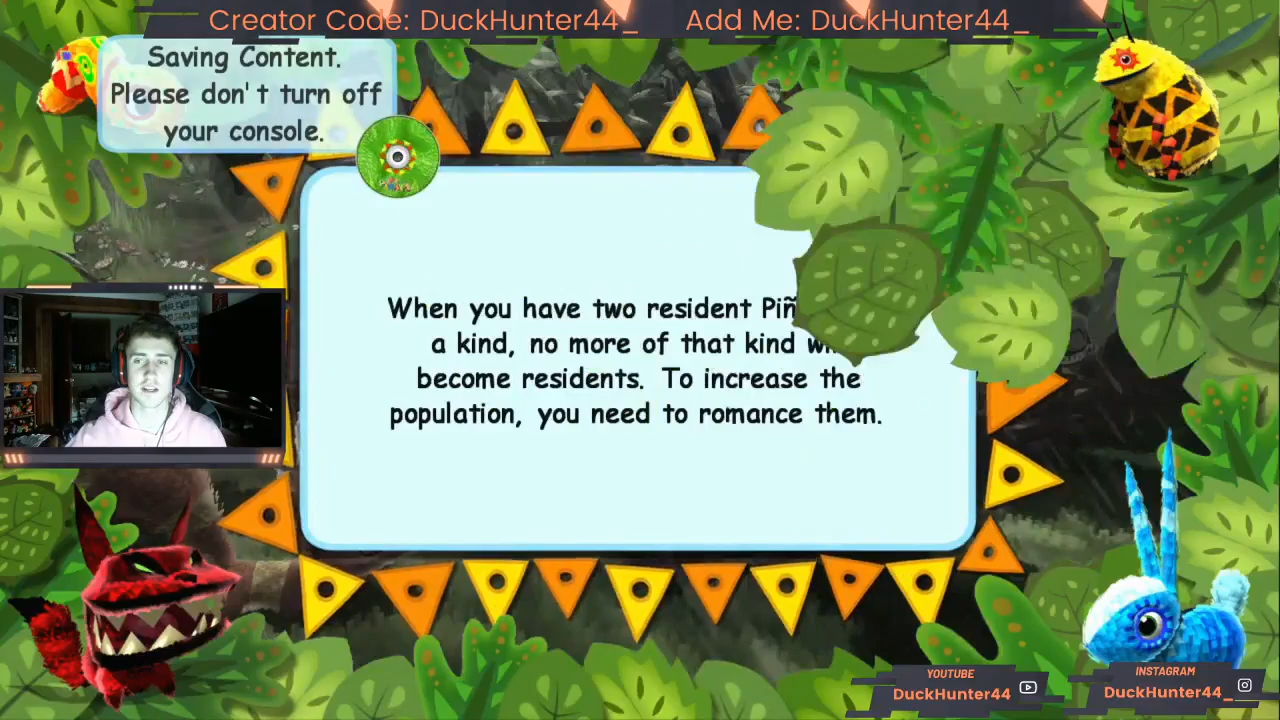 Creator Code: DuckHunter44_ Add Me: DuckHunter44_
Saving Content.
Please don't turn off
your console.
When you have two resident
a kind, no more of that kind
become residents. To increase the
population, you need to romance them.
YOUTUBE
DuckHunter44
INSTAGRAM
DuckHunter44_